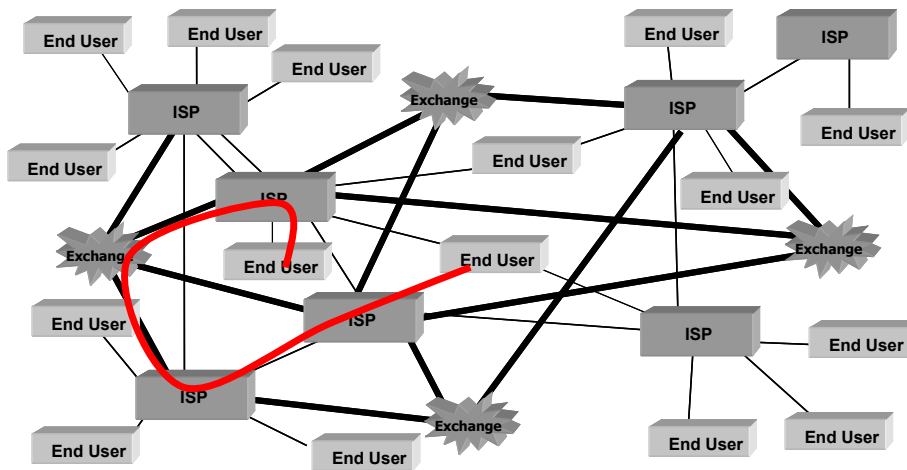 End User
End User
End User
ISP
End User
Exchange
ISP
End User
End User
ISP
End User
End User
End User
ISP
Exchange
End User
End User
Exchange
End User
ISP
ISP
End User
ISP
Exchange
End User
End User
End User
End User